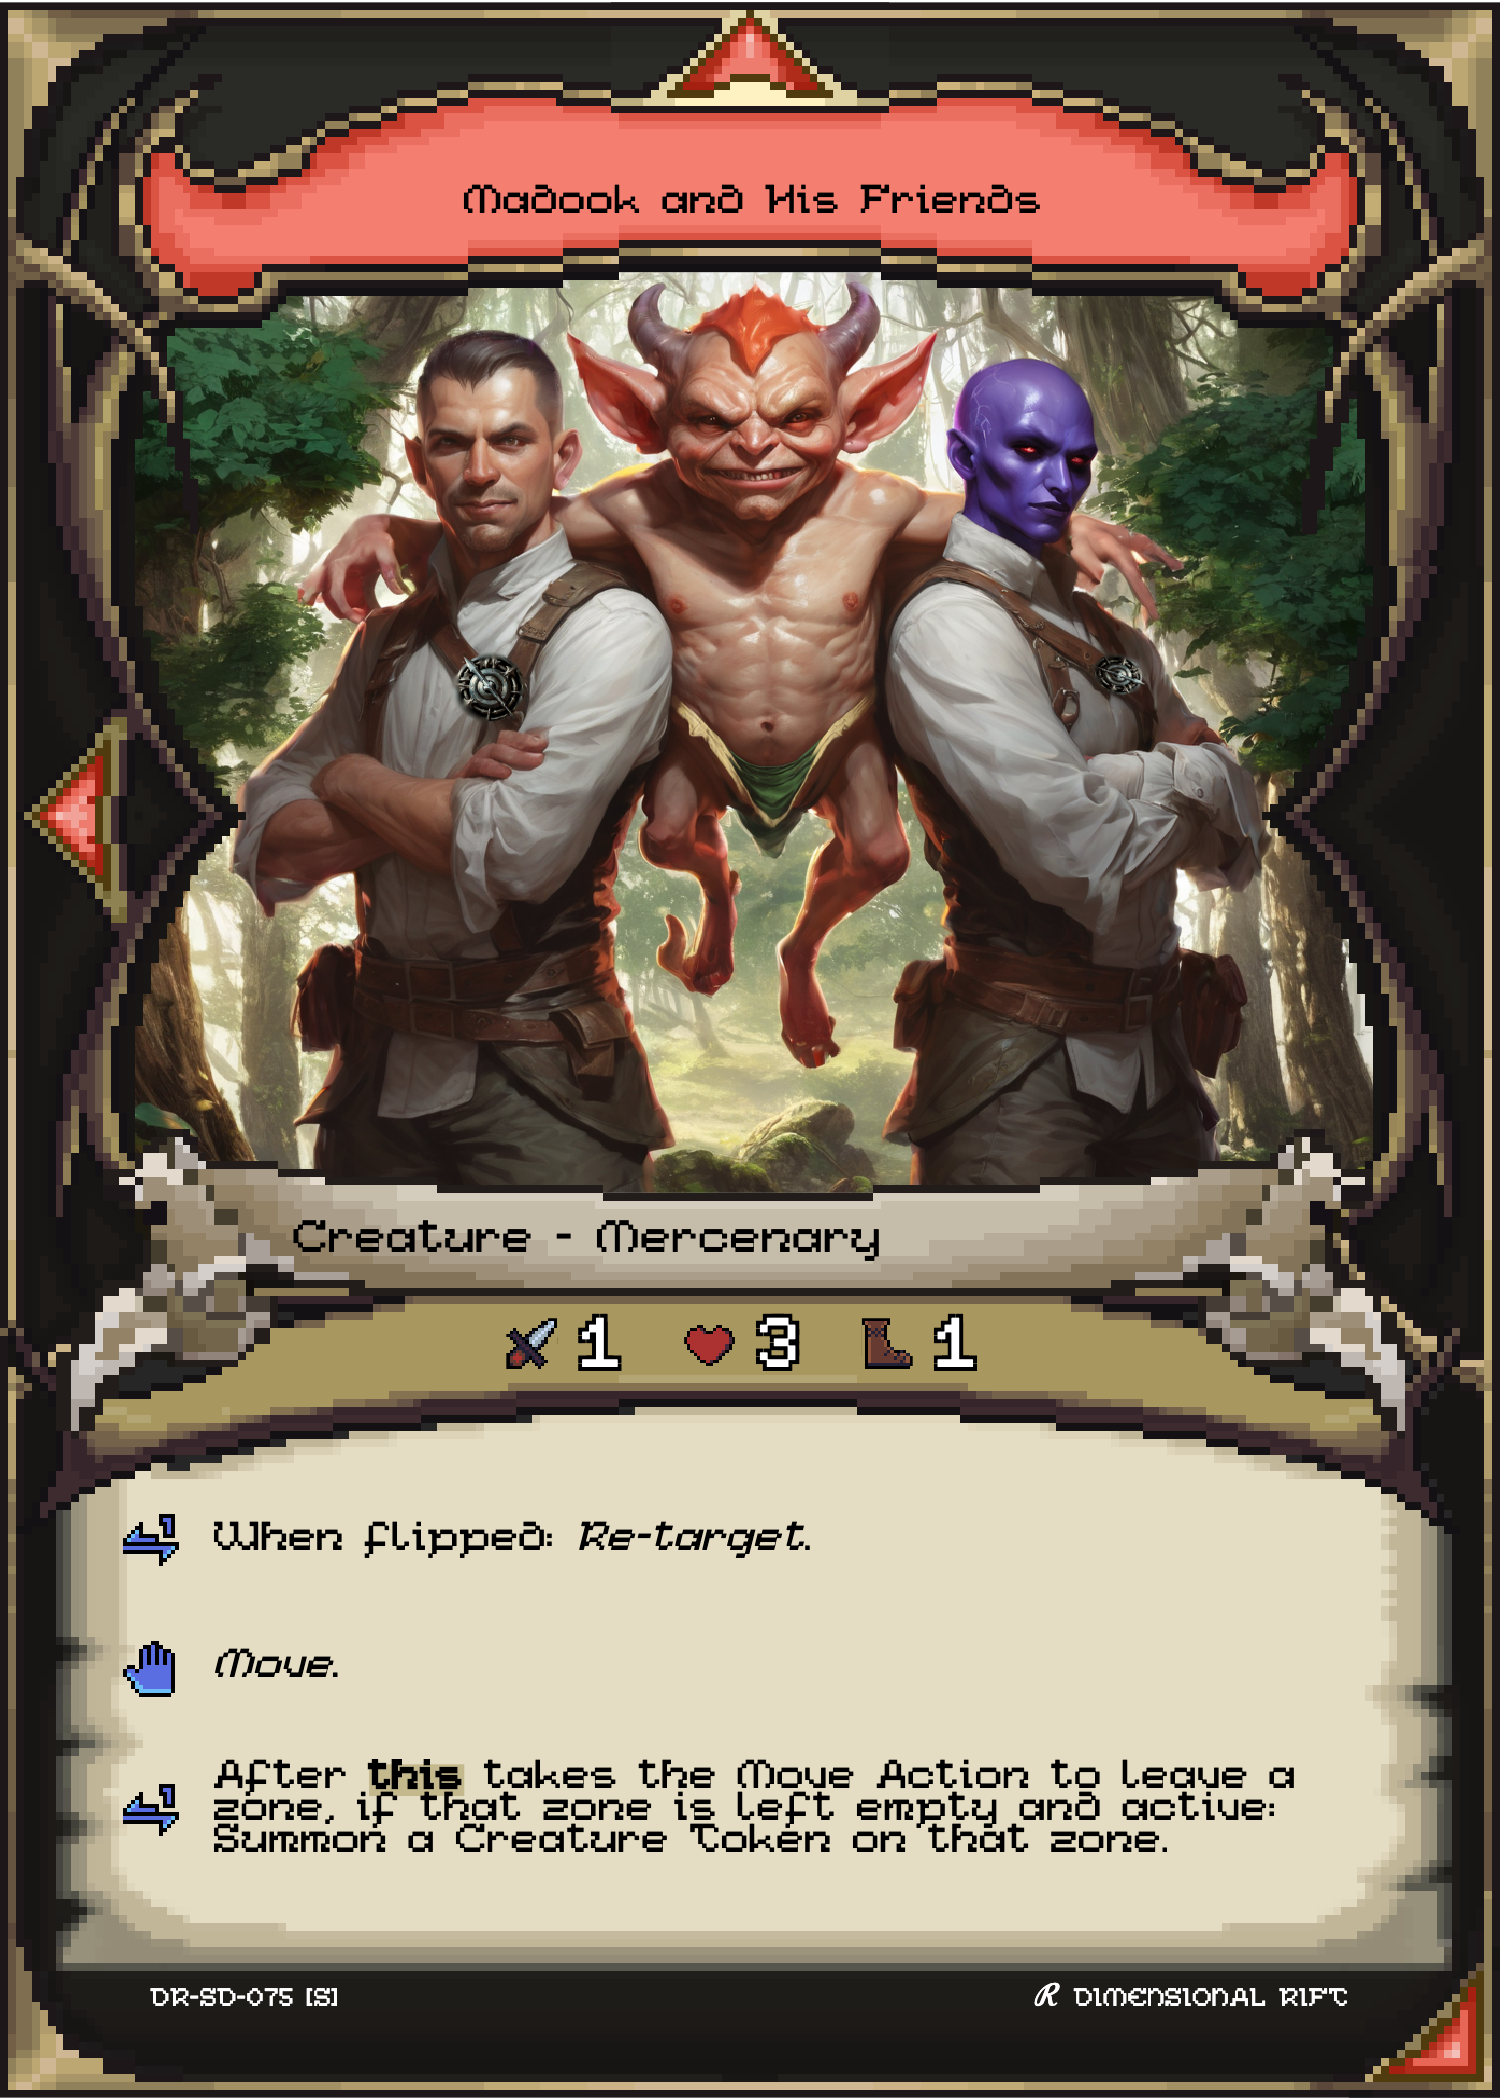 Madook and His Friends
Creature - Mercenary
1 3 1
When flipped: Re-target.
Move.
After this takes the Move Action to leave a
zone, if that zone is left empty and active:
Summon a Creature Token on that zone.
DR-SD-075 [S]
R DIMENSIONAL RIFT